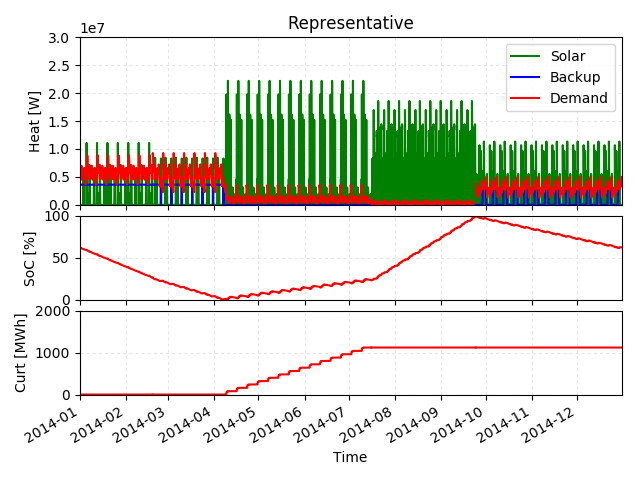 Representative
1e7
3.0
2.5
2.0
1.5
1.0
0.5
0.0
Heat [W]
Solar
Backup
Demand
100
50
0
SoC [%]
2000
1000
0
Curt [MWh]
2014-01
2014-02
2014-03
2014-04
2014-05
2014-06
2014-07
2014-08
2014-09
2014-10
2014-11
2014-12
Time